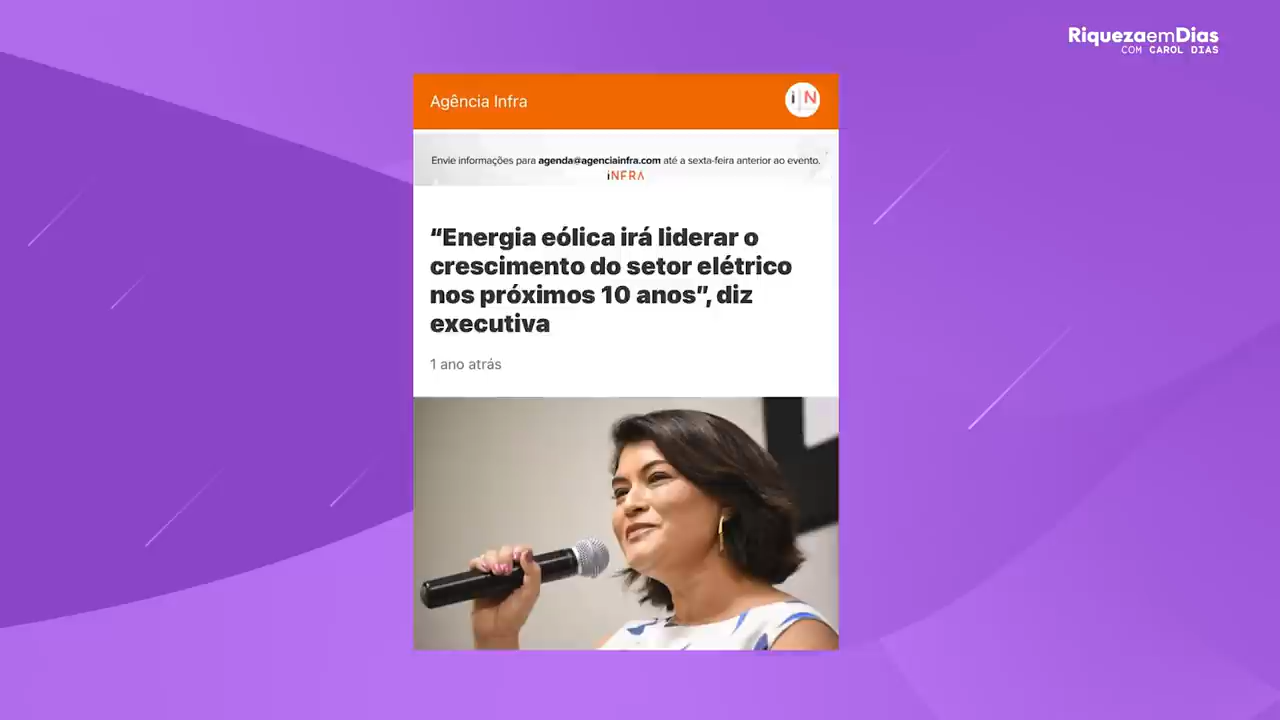 RiquezaemDias
COM CAROL DIAS
Agência Infra
iN
Envie informações para agenda@agenciainfra.com até a sexta-feira anterior ao evento.
iNFRA
“Energia eólica irá liderar o
crescimento do setor elétrico
nos próximos 10 anos”, diz
executiva
1 ano atrás